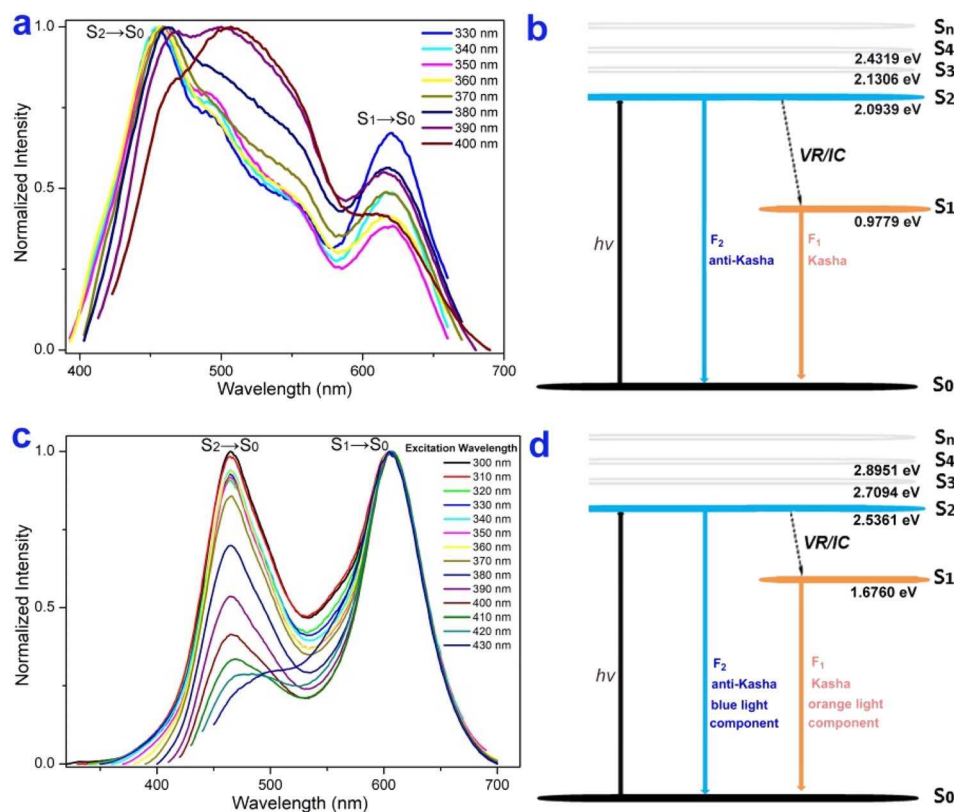 a
S2→S0
S1→S0
330 nm
340 nm
350 nm
360 nm
370 nm
380 nm
390 nm
400 nm
1.0
0.5
0.0
Normalized Intensity
400
500
600
700
Wavelength (nm)
b
Sn
S4
2.4319 eV
S3
2.1306 eV
S2
2.0939 eV
VR/IC
S1
0.9779 eV
hv
F2
anti-Kasha
F1
Kasha
S0
c
S2→S0
S1→S0
Excitation Wavelength
300 nm
310 nm
320 nm
330 nm
340 nm
350 nm
360 nm
370 nm
380 nm
390 nm
400 nm
410 nm
420 nm
430 nm
1.0
0.5
0.0
Normalized Intensity
400
500
600
700
Wavelength (nm)
d
Sn
S4
2.8951 eV
S3
2.7094 eV
S2
2.5361 eV
VR/IC
S1
1.6760 eV
hv
F2
anti-Kasha
blue light
component
F1
Kasha
orange light
component
S0